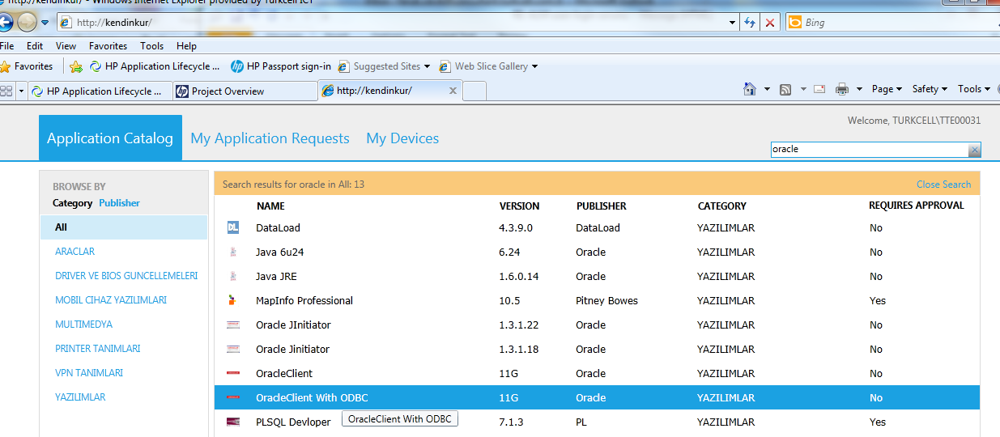 http://kendinkur/ - Windows Internet Explorer provided by Turkcell ICT
http://kendinkur/
Bing
File Edit View Favorites Tools Help
Favorites HP Application Lifecycle ... HP Passport sign-in Suggested Sites Web Slice Gallery
HP Application Lifecycle ... Project Overview http://kendinkur/ Page Safety Tools
Welcome, TURKCELL\TTE00031
Application Catalog My Application Requests My Devices
oracle
BROWSE BY
Category Publisher
All
ARACLAR
DRIVER VE BIOS GUNCELLEMELERI
MOBIL CIHAZ YAZILIMLARI
MULTIMEDYA
PRINTER TANIMLARI
VPN TANIMLARI
YAZILIMLAR
Search results for oracle in All: 13 Close Search
NAME VERSION PUBLISHER CATEGORY REQUIRES APPROVAL
DL DataLoad 4.3.9.0 DataLoad YAZILIMLAR No
Java 6u24 6.24 Oracle YAZILIMLAR No
Java JRE 1.6.0.14 Oracle YAZILIMLAR No
MapInfo Professional 10.5 Pitney Bowes YAZILIMLAR Yes
Oracle JInitiator 1.3.1.22 Oracle YAZILIMLAR No
Oracle Jinitiator 1.3.1.18 Oracle YAZILIMLAR No
OracleClient 11G Oracle YAZILIMLAR No
OracleClient With ODBC 11G Oracle YAZILIMLAR No
PLSQL Devloper 7.1.3 PL YAZILIMLAR Yes
OracleClient With ODBC